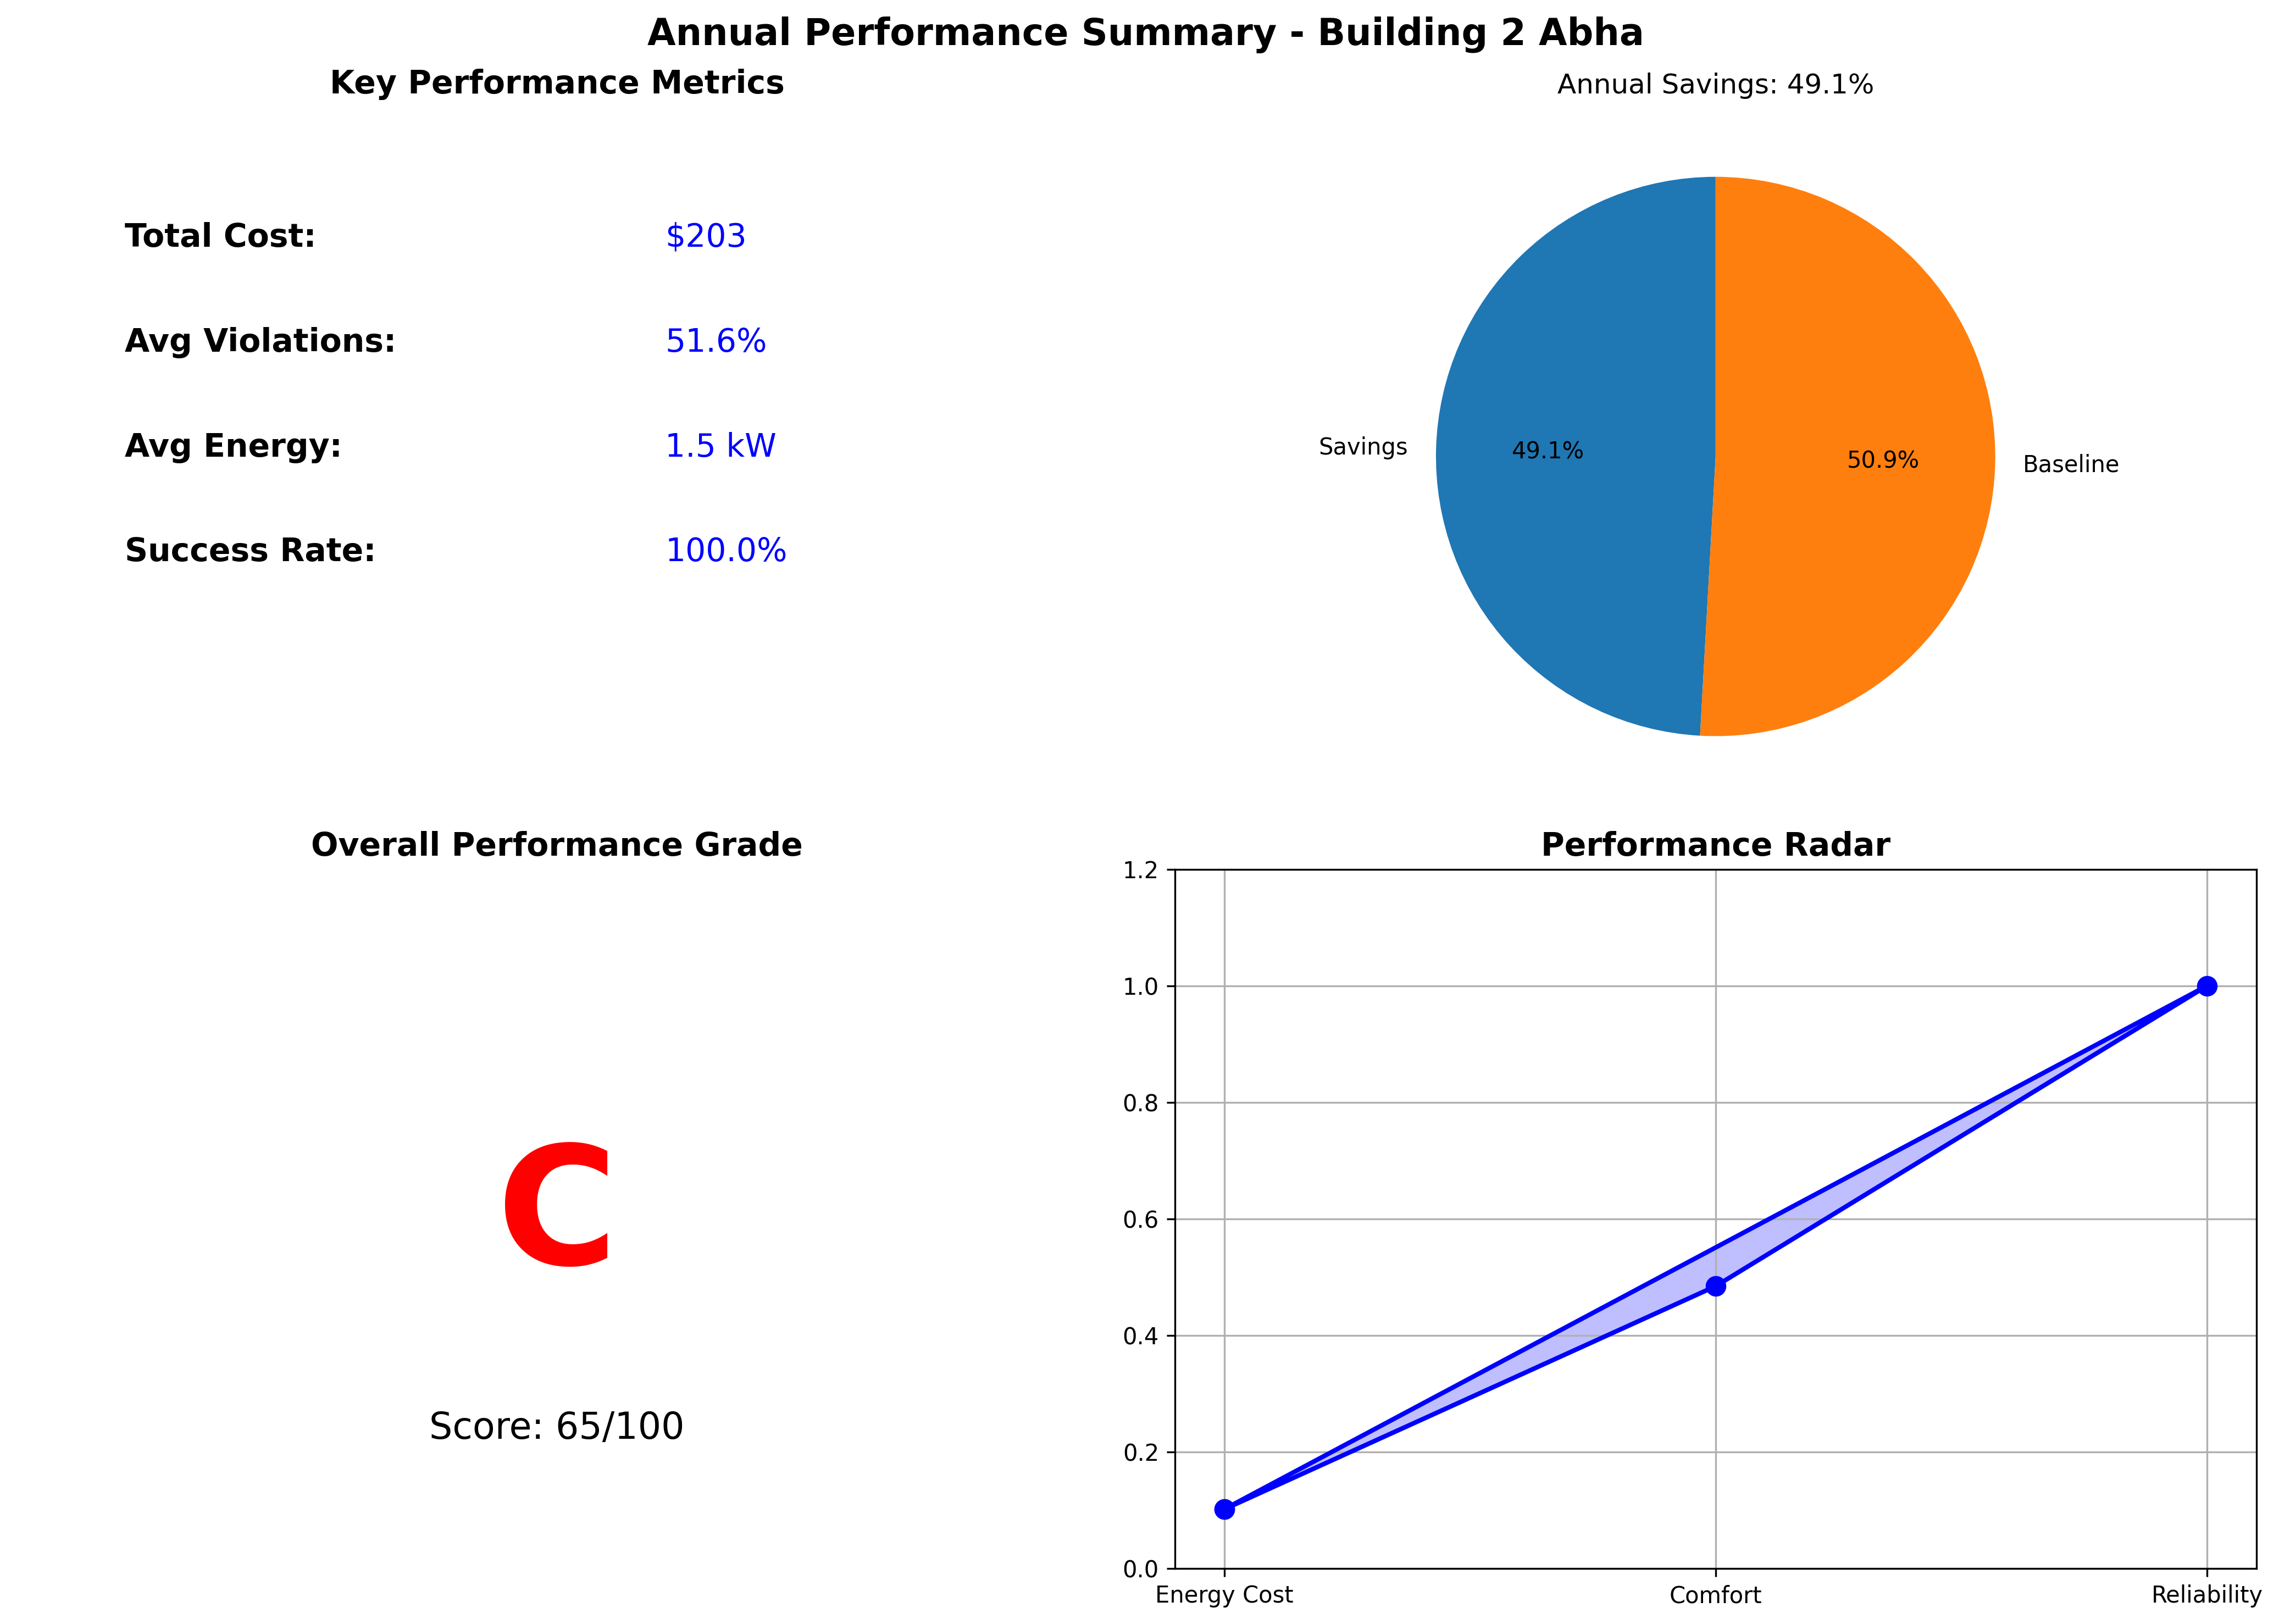 Annual Performance Summary - Building 2 Abha
Key Performance Metrics
Total Cost: $203
Avg Violations: 51.6%
Avg Energy: 1.5 kW
Success Rate: 100.0%
Annual Savings: 49.1%
Savings
49.1%
50.9%
Baseline
Overall Performance Grade
C
Score: 65/100
Performance Radar
1.2
1.0
0.8
0.6
0.4
0.2
0.0
Energy Cost Comfort Reliability